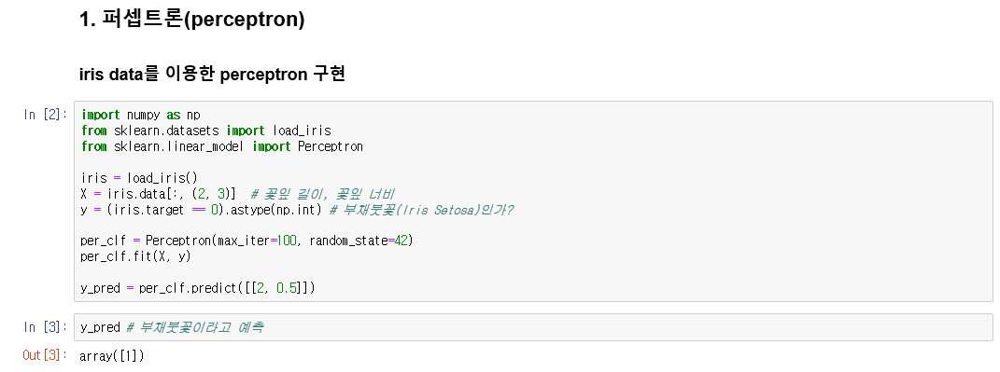 1. 퍼셉트론(perceptron)
iris data를 이용한 perceptron 구현
In [2]:
import numpy as np
from sklearn.datasets import load_iris
from sklearn.linear_model import Perceptron
iris = load_iris()
X = iris.data[:, (2, 3)]  # 꽃잎 길이, 꽃잎 너비
y = (iris.target == 0).astype(np.int) # 부채붓꽃(Iris Setosa)인가?
per_clf = Perceptron(max_iter=100, random_state=42)
per_clf.fit(X, y)
y_pred = per_clf.predict([[2, 0.5]])
In [3]: y_pred # 부채붓꽃이라고 예측
Out[3]: array([1])